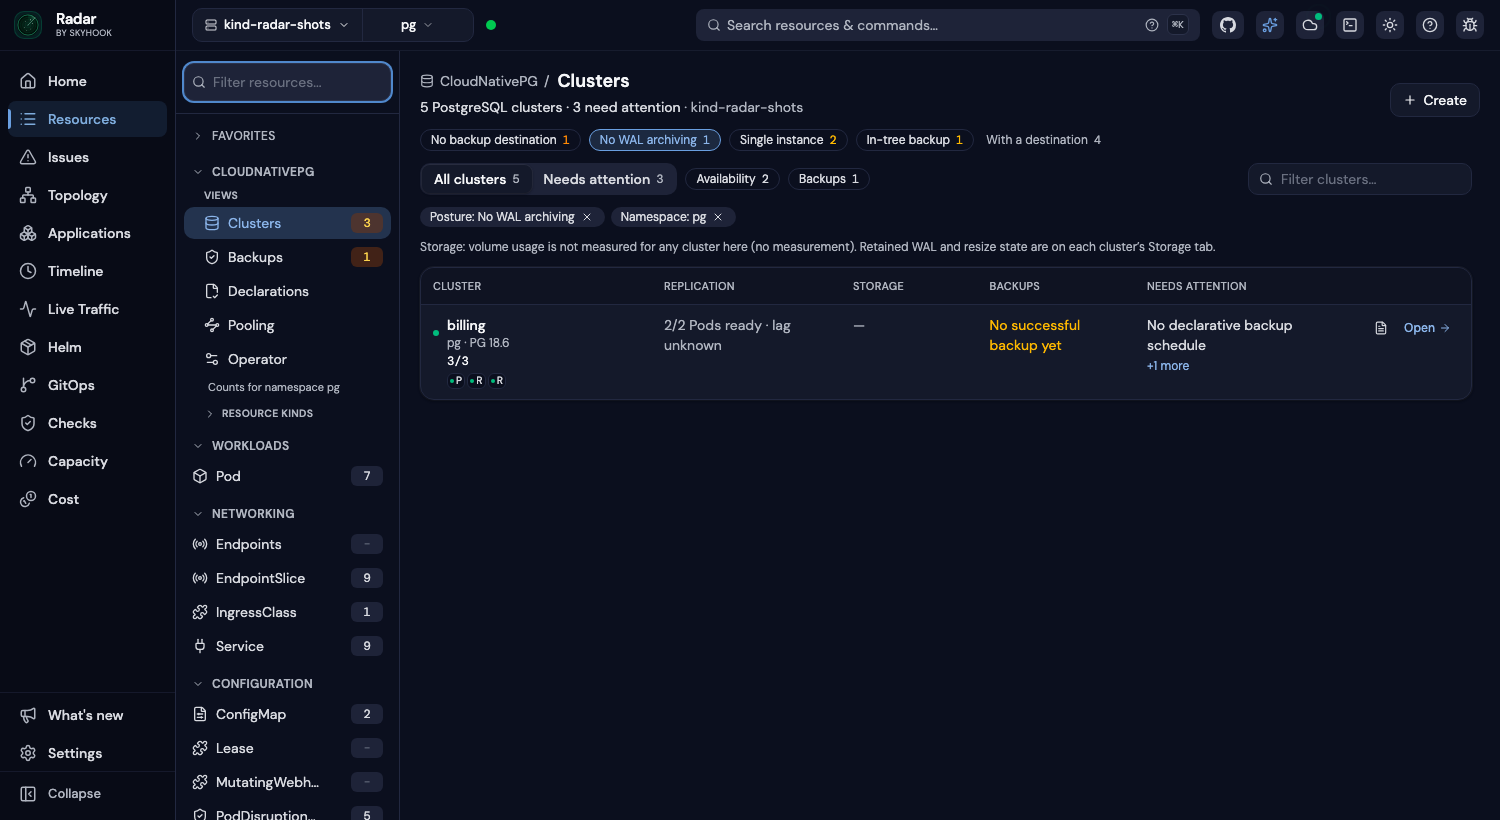 Radar
BY SKYHOOK
kind-radar-shots
pg
Search resources & commands...
⌘K
Home
Resources
Issues
Topology
Applications
Timeline
Live Traffic
Helm
GitOps
Checks
Capacity
Cost
What's new
Settings
Collapse
Filter resources...
FAVORITES
CLOUDNATIVEPG
VIEWS
Clusters 3
Backups 1
Declarations
Pooling
Operator
Counts for namespace pg
RESOURCE KINDS
WORKLOADS
Pod 7
NETWORKING
Endpoints -
EndpointSlice 9
IngressClass 1
Service 9
CONFIGURATION
ConfigMap 2
Lease -
MutatingWebh... -
PodDisruption... 5
CloudNativePG / Clusters
5 PostgreSQL clusters · 3 need attention · kind-radar-shots
+ Create
No backup destination 1 No WAL archiving 1 Single instance 2 In-tree backup 1 With a destination 4
All clusters 5 Needs attention 3 Availability 2 Backups 1
Filter clusters...
Posture: No WAL archiving × Namespace: pg ×
Storage: volume usage is not measured for any cluster here (no measurement). Retained WAL and resize state are on each cluster's Storage tab.
CLUSTER REPLICATION STORAGE BACKUPS NEEDS ATTENTION
billing
pg · PG 18.6
3/3
P R R
2/2 Pods ready · lag
unknown
—
No successful
backup yet
No declarative backup
schedule
+1 more
Open →